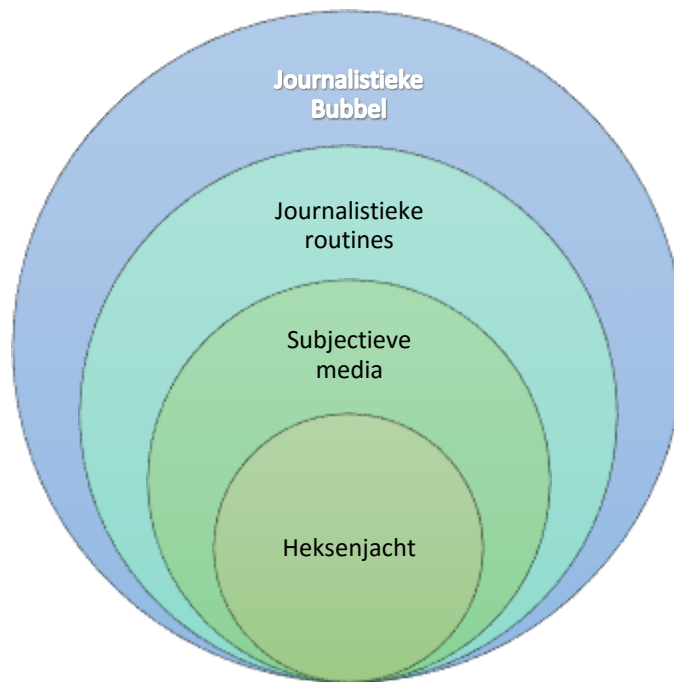 Journalistieke
Bubbel
Journalistieke
routines
Subjectieve
media
Heksenjacht